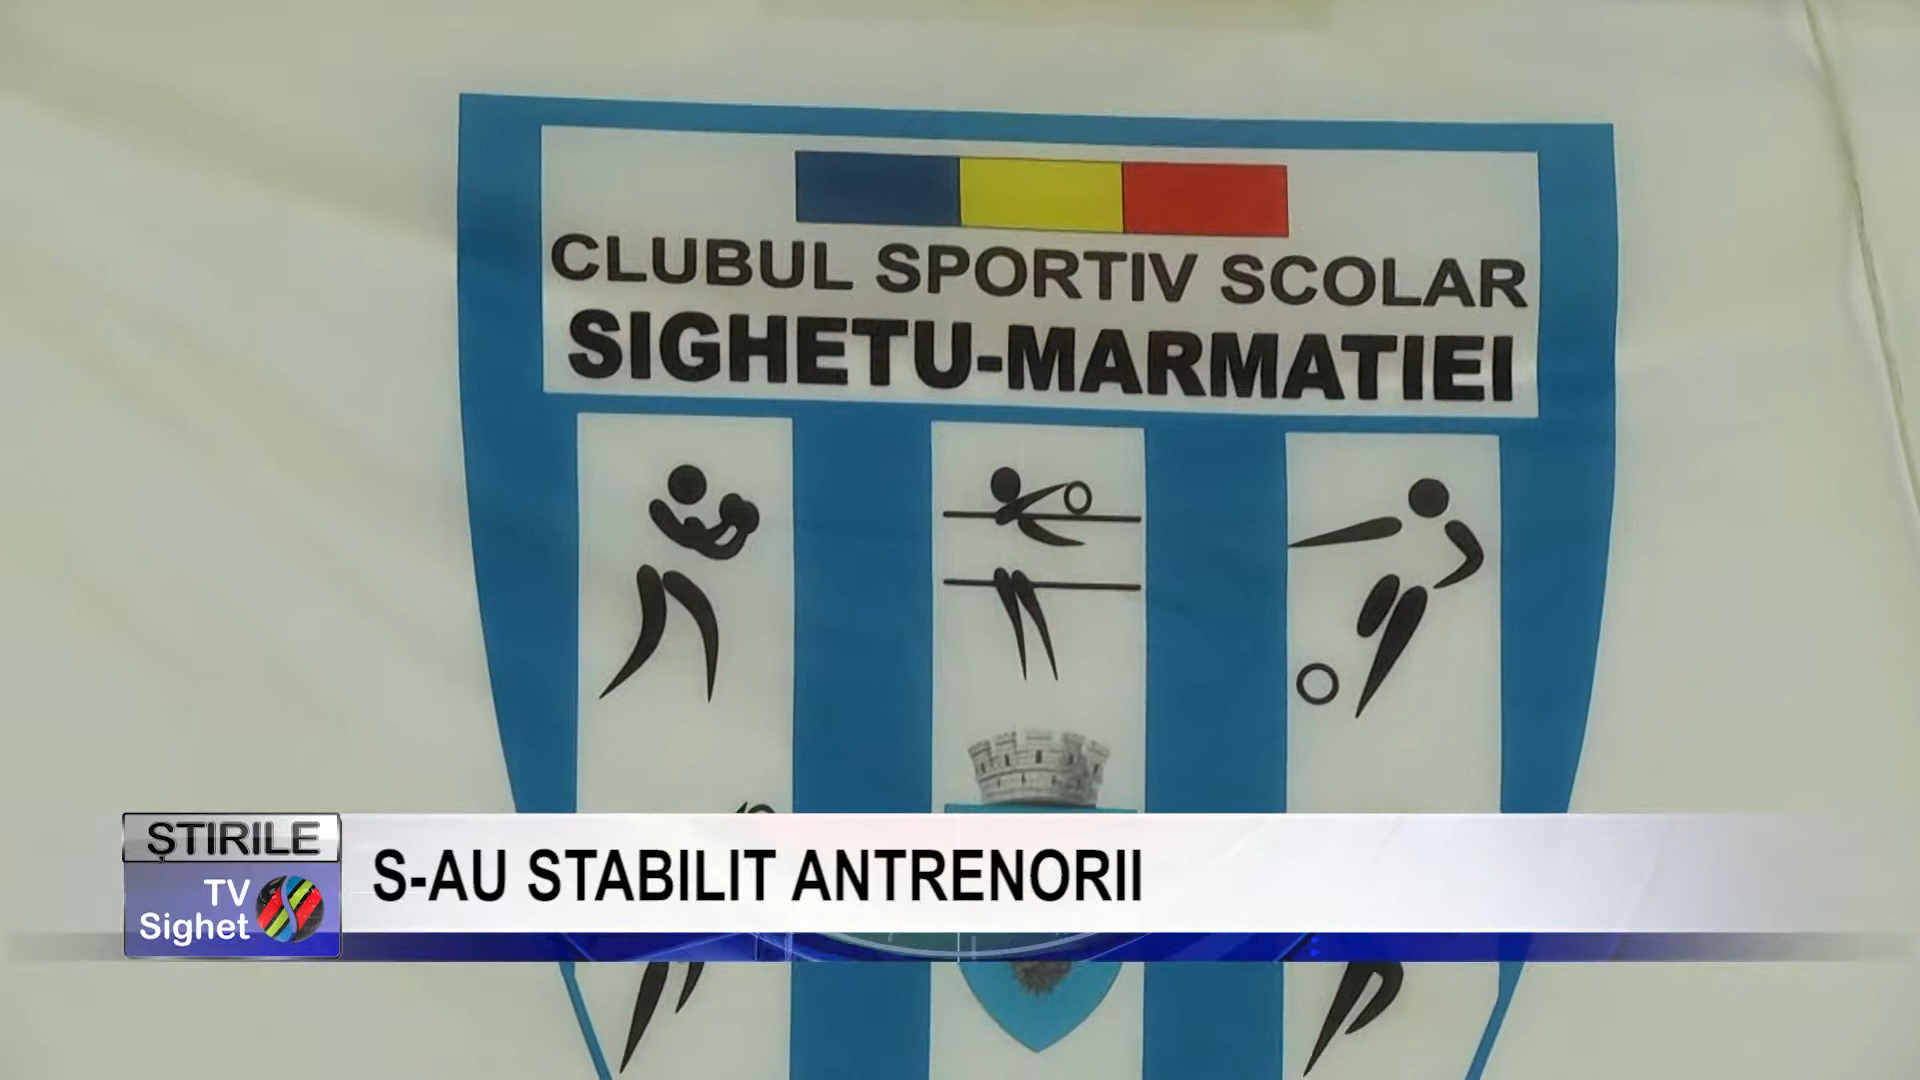 CLUBUL SPORTIV SCOLAR
SIGHETU-MARMATIEI
ȘTIRILE
TV
Sighet
S-AU STABILIT ANTRENORII